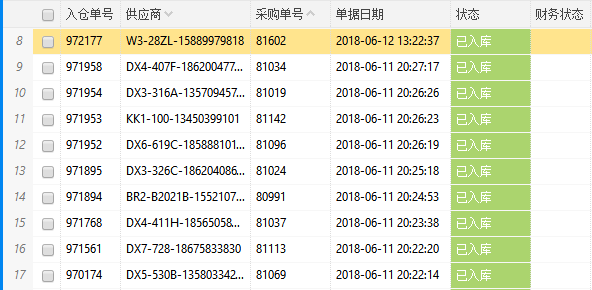 入仓单号 供应商 采购单号 单据日期 状态 财务状态
8 972177 W3-28ZL-15889979818 81602 2018-06-12 13:22:37 已入库
9 971958 DX4-407F-186200477... 81034 2018-06-11 20:27:17 已入库
10 971954 DX3-316A-135709457... 81019 2018-06-11 20:26:26 已入库
11 971953 KK1-100-13450399101 81142 2018-06-11 20:26:23 已入库
12 971952 DX6-619C-185888101... 81096 2018-06-11 20:26:19 已入库
13 971895 DX3-326C-186204086... 81024 2018-06-11 20:25:18 已入库
14 971894 BR2-B2021B-1552107... 80991 2018-06-11 20:24:53 已入库
15 971768 DX4-411H-18565058... 81037 2018-06-11 20:23:38 已入库
16 971561 DX7-728-18675833830 81113 2018-06-11 20:22:20 已入库
17 970174 DX5-530B-135803342... 81069 2018-06-11 20:22:14 已入库